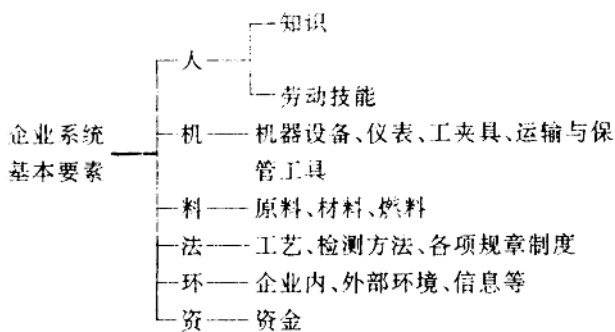 知识
人
劳动技能
企业系统
基本要素
机 机器设备、仪表、工夹具、运输与保
管工具
料 原料、材料、燃料
法 工艺、检测方法、各项规章制度
环 企业内、外部环境、信息等
资 资金